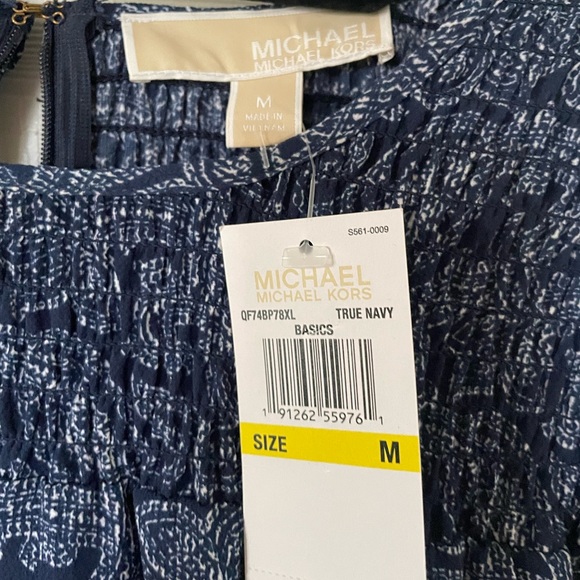 MICHAEL
MICHAEL KORS
M
MADE IN
VIETNAM
S561-0009
MICHAEL
MICHAEL KORS
QF74BP78XL TRUE NAVY
BASICS
1 91262 55976 1
SIZE M